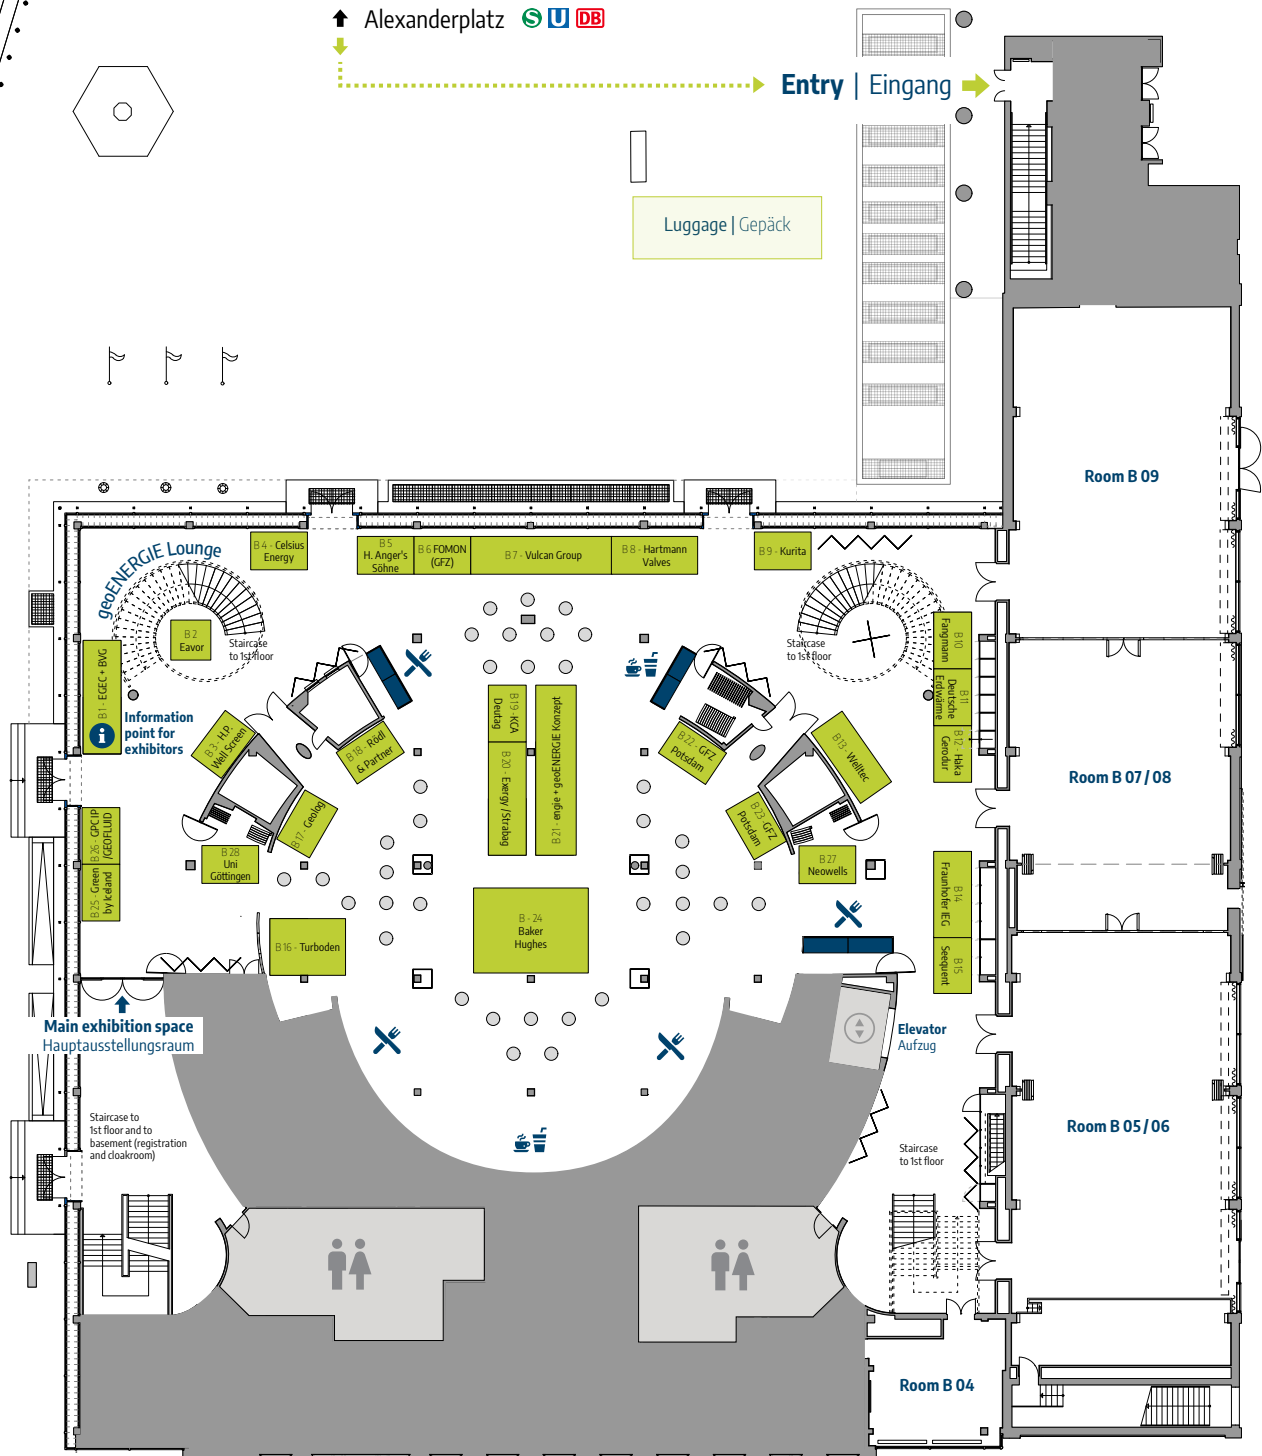 Alexanderplatz S U DB
Entry | Eingang
Luggage | Gepäck
Room B 09
geoENERGIE Lounge
B 4 - Celsius
Energy
B 5
H. Anger's
Söhne
B 6 FOMON
(GFZ)
B 7 - Vulcan Group
B 8 - Hartmann
Valves
B 9 - Kurita
B 2
Eavor
Staircase
to 1st floor
Staircase
to 1st floor
B 10
Fangmann
B 11
Deutsche
Erdwärme
B 12 - Haka
Gerodur
B 1 - EGEC + BVG
i
Information
point for
exhibitors
B 3 - H.P.
Well Screen
B 18 - Rödl
& Partner
B 19 - KCA
Deutag
B 20 - Exergy / Strabag
B 21 - engie + geoENERGIE Konzept
B 22 - GFZ
Potsdam
B 13 - Welltec
Room B 07 / 08
B 26 - GPC IP
/GEOFLUID
B 25 - Green
by Iceland
B 17 - Geolog
B 28
Uni
Göttingen
B 23 - GFZ
Potsdam
B 27
Neowells
B 14
Fraunhofer IEG
B 15
Seequent
B 16 - Turboden
B - 24
Baker
Hughes
Main exhibition space
Hauptausstellungsraum
Elevator
Aufzug
Staircase to
1st floor and to
basement (registration
and cloakroom)
Staircase
to 1st floor
Room B 05 / 06
Room B 04